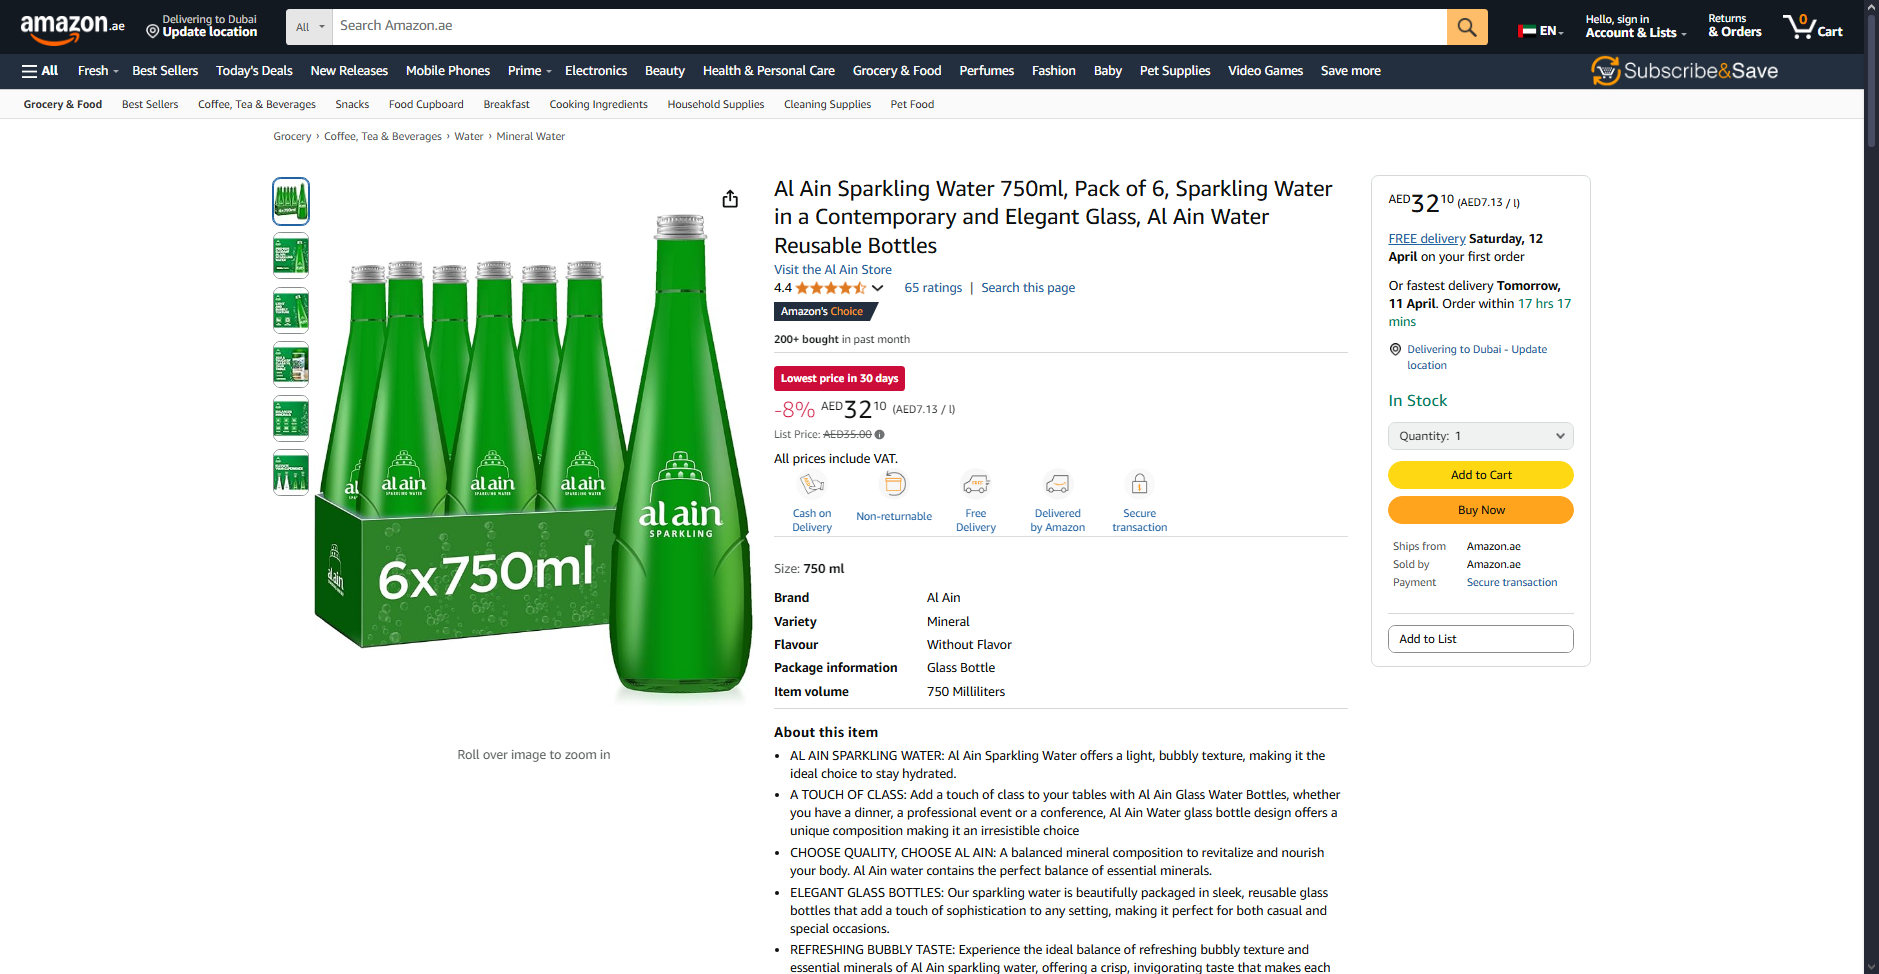 amazon.ae
Delivering to Dubai
Update location
All
Search Amazon.ae
EN
Hello, sign in
Account & Lists
Returns
& Orders
0
Cart
All
Fresh
Best Sellers
Today's Deals
New Releases
Mobile Phones
Prime
Electronics
Beauty
Health & Personal Care
Grocery & Food
Perfumes
Fashion
Baby
Pet Supplies
Video Games
Save more
Subscribe&Save
Grocery & Food
Best Sellers
Coffee, Tea & Beverages
Snacks
Food Cupboard
Breakfast
Cooking Ingredients
Household Supplies
Cleaning Supplies
Pet Food
Grocery › Coffee, Tea & Beverages › Water › Mineral Water
al ain
SPARKLING WATER
al ain
SPARKLING WATER
al ain
SPARKLING WATER
al ain
SPARKLING
al ain
6x750ml
Roll over image to zoom in
Al Ain Sparkling Water 750ml, Pack of 6, Sparkling Water
in a Contemporary and Elegant Glass, Al Ain Water
Reusable Bottles
Visit the Al Ain Store
4.4
65 ratings | Search this page
Amazon's Choice
200+ bought in past month
Lowest price in 30 days
-8% AED3210 (AED7.13 / l)
List Price: AED35.00
All prices include VAT.
Cash on
Delivery
Non-returnable
Free
Delivery
Delivered
by Amazon
Secure
transaction
Size: 750 ml
Brand Al Ain
Variety Mineral
Flavour Without Flavor
Package information Glass Bottle
Item volume 750 Milliliters
About this item
• AL AIN SPARKLING WATER: Al Ain Sparkling Water offers a light, bubbly texture, making it the
ideal choice to stay hydrated.
• A TOUCH OF CLASS: Add a touch of class to your tables with Al Ain Glass Water Bottles, whether
you have a dinner, a professional event or a conference, Al Ain Water glass bottle design offers a
unique composition making it an irresistible choice
• CHOOSE QUALITY, CHOOSE AL AIN: A balanced mineral composition to revitalize and nourish
your body. Al Ain water contains the perfect balance of essential minerals.
• ELEGANT GLASS BOTTLES: Our sparkling water is beautifully packaged in sleek, reusable glass
bottles that add a touch of sophistication to any setting, making it perfect for both casual and
special occasions.
• REFRESHING BUBBLY TASTE: Experience the ideal balance of refreshing bubbly texture and
essential minerals of Al Ain sparkling water, offering a crisp, invigorating taste that makes each
AED3210 (AED7.13 / l)
FREE delivery Saturday, 12
April on your first order
Or fastest delivery Tomorrow,
11 April. Order within 17 hrs 17
mins
Delivering to Dubai - Update
location
In Stock
Quantity: 1
Add to Cart
Buy Now
Ships from Amazon.ae
Sold by Amazon.ae
Payment Secure transaction
Add to List